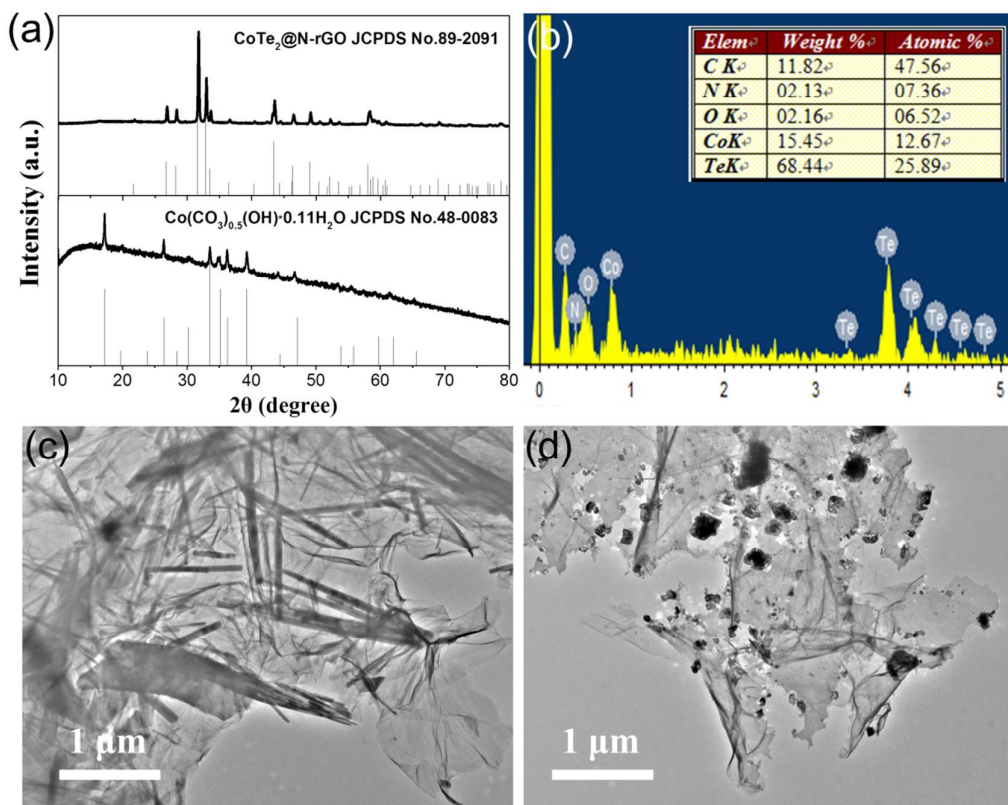 (a)
CoTe₂@N-rGO JCPDS No.89-2091
Co(CO₃)₀.₅(OH)·0.11H₂O JCPDS No.48-0083
Intensity (a.u.)
10 20 30 40 50 60 70 80
2θ (degree)
(b)
Elem Weight % Atomic %
C K 11.82 47.56
N K 02.13 07.36
O K 02.16 06.52
CoK 15.45 12.67
TeK 68.44 25.89
C N O Co Te Te Te Te Te
0 1 2 3 4 5
(c)
1 μm
(d)
1 μm